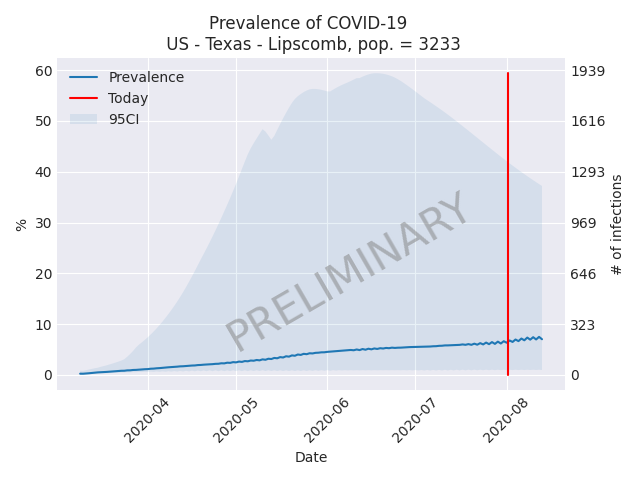 Prevalence of COVID-19
US - Texas - Lipscomb, pop. = 3233
Prevalence
Today
95CI
60
50
40
30
20
10
0
%
1939
1616
1293
969
646
323
0
# of infections
PRELIMINARY
2020-04
2020-05
2020-06
2020-07
2020-08
Date